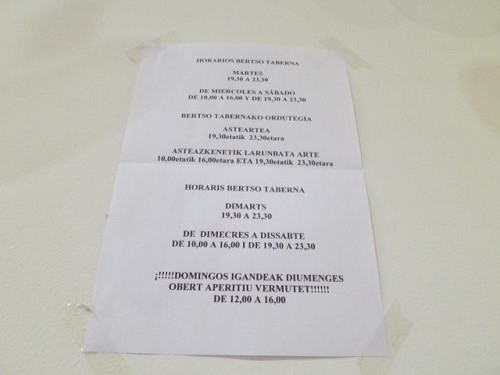 HORARIOS BERTSO TABERNA
MARTES
19,30 A 23,30
DE MIERCOLES A SÁBADO
DE 10,00 A 16,00 Y DE 19,30 A 23,30
BERTSO TABERNAKO ORDUTEGIA
ASTEARTEA
19,30etatik 23,30etara
ASTEAZKENETIK LARUNBATA ARTE
10,00etatik 16,00etara ETA 19,30etatik 23,30etara
HORARIS BERTSO TABERNA
DIMARTS
19,30 A 23,30
DE DIMECRES A DISSABTE
DE 10,00 A 16,00 I DE 19,30 A 23,30
¡!!!!!DOMINGOS IGANDEAK DIUMENGES
OBERT APERITIU VERMUTET!!!!!!
DE 12,00 A 16,00